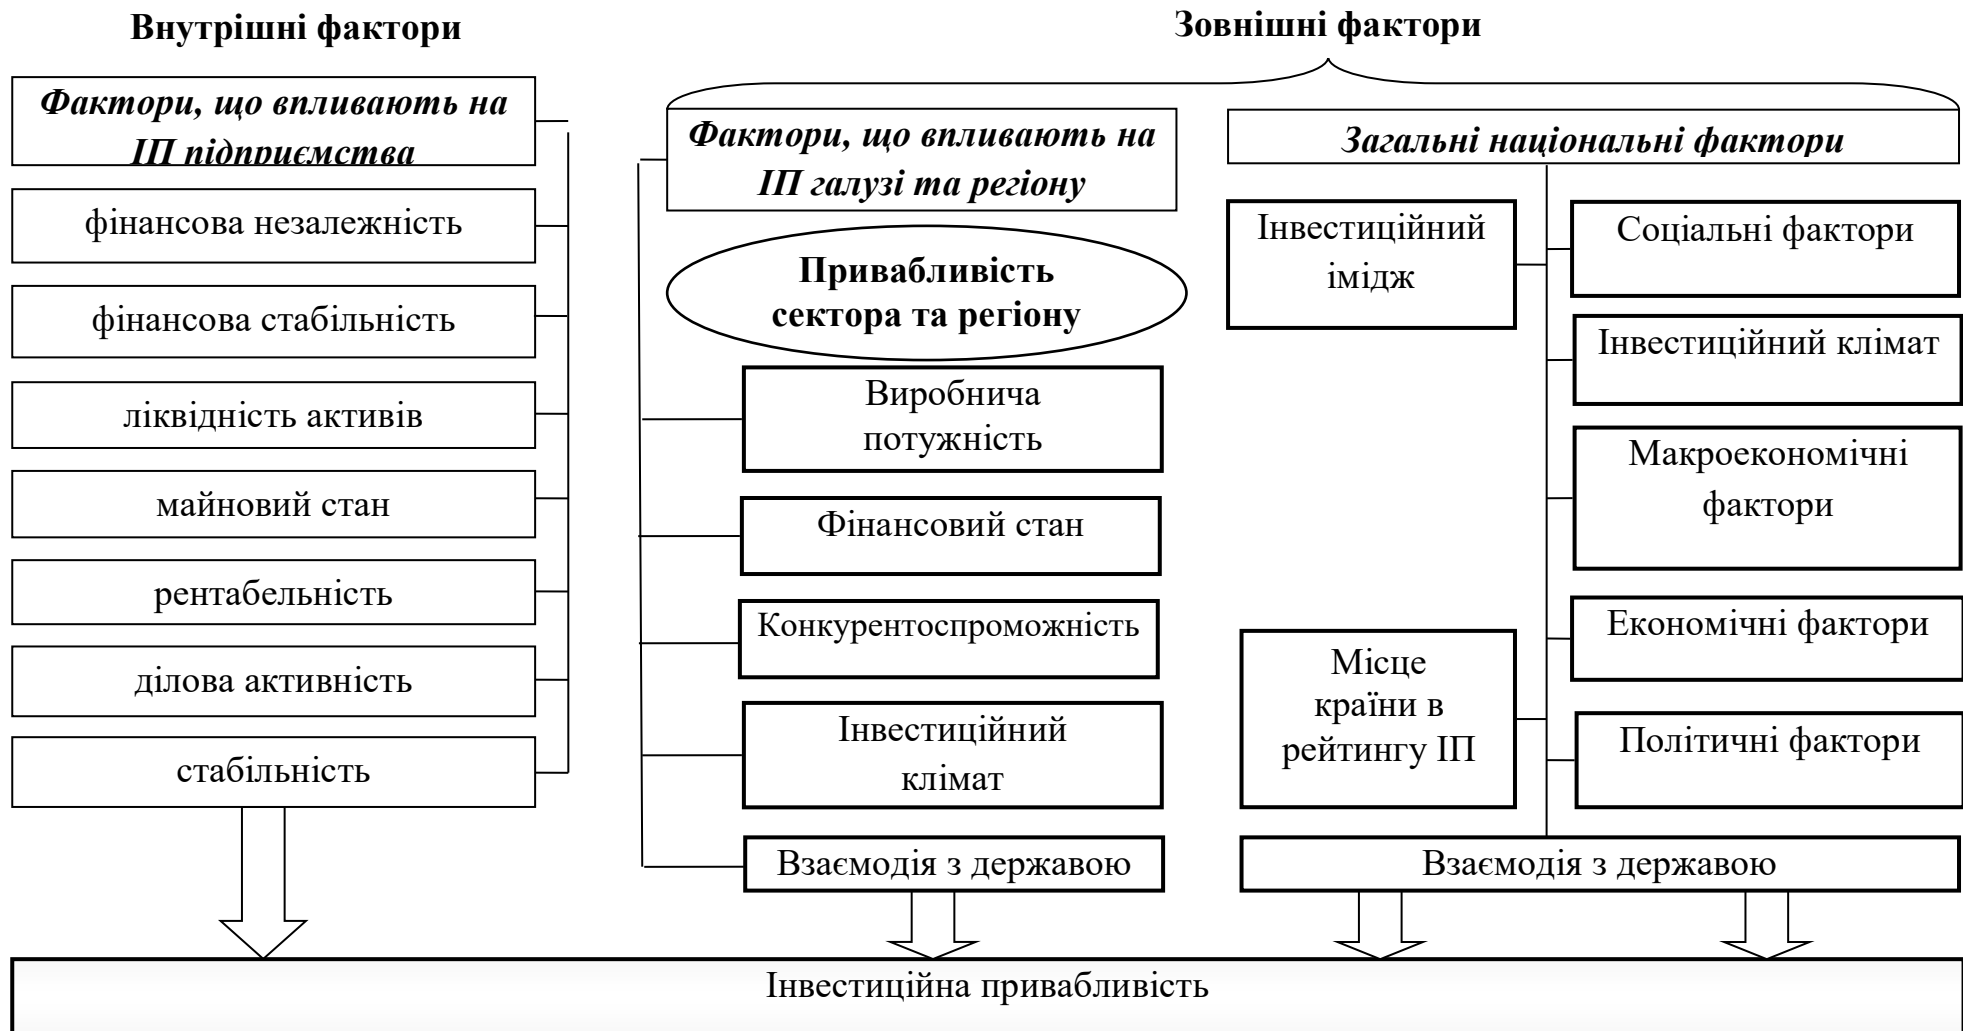 Внутрішні фактори
Зовнішні фактори
Фактори, що впливають на
ІП підприємства
фінансова незалежність
фінансова стабільність
ліквідність активів
майновий стан
рентабельність
ділова активність
стабільність
Фактори, що впливають на
ІП галузі та регіону
Привабливість
сектора та регіону
Виробнича
потужність
Фінансовий стан
Конкурентоспроможність
Інвестиційний
клімат
Взаємодія з державою
Загальні національні фактори
Інвестиційний
імідж
Місце
країни в
рейтингу ІП
Соціальні фактори
Інвестиційний клімат
Макроекономічні
фактори
Економічні фактори
Політичні фактори
Взаємодія з державою
Інвестиційна привабливість